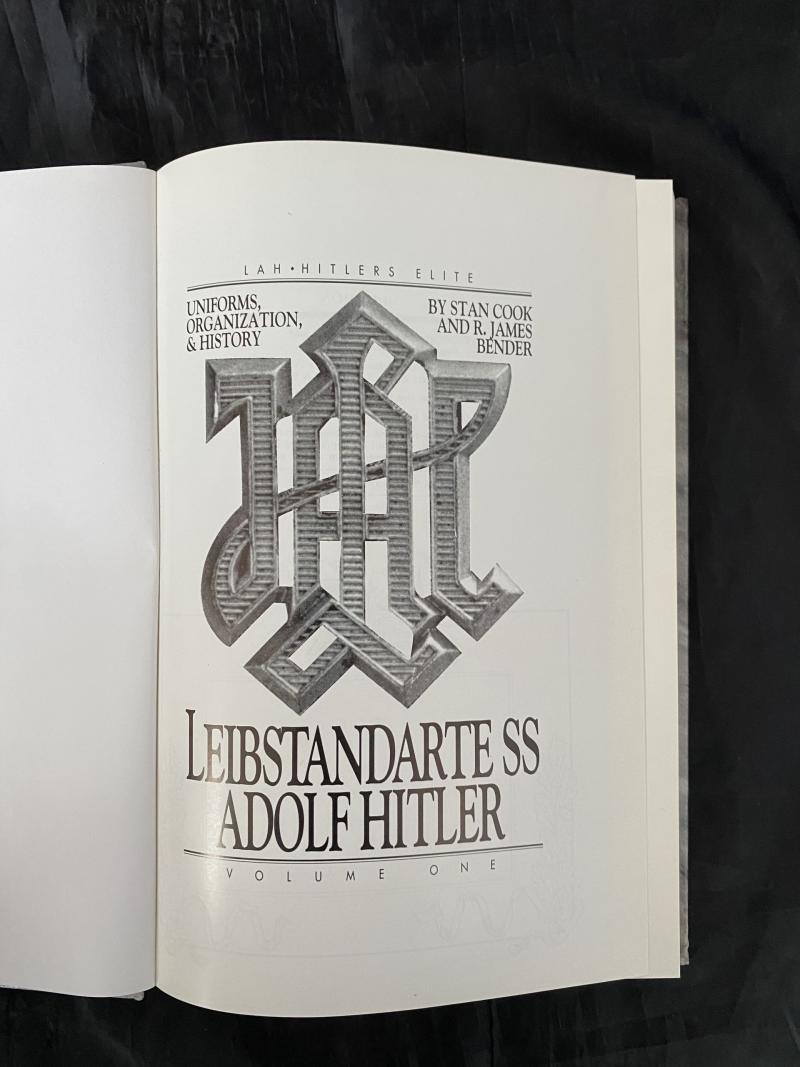 LAH•HITLERS ELITE
UNIFORMS,
ORGANIZATION,
& HISTORY
BY STAN COOK
AND R. JAMES
BENDER
LEIBSTANDARTE SS
ADOLF HITLER
VOLUME ONE